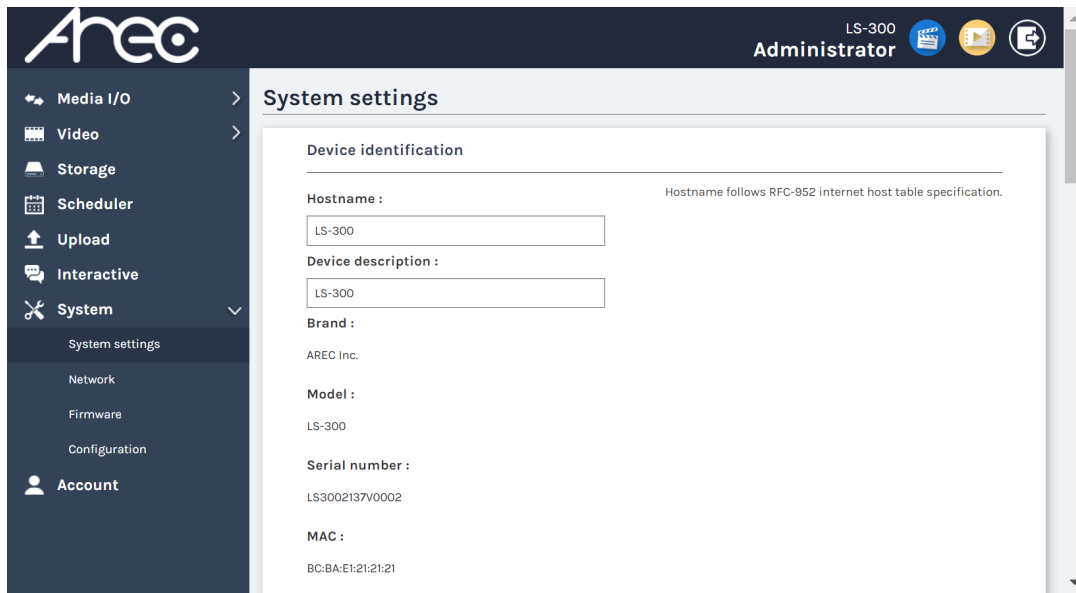 Arec
LS-300
Administrator
Media I/O
Video
Storage
Scheduler
Upload
Interactive
System
System settings
Network
Firmware
Configuration
Account
System settings
Device identification
Hostname follows RFC-952 internet host table specification.
Hostname :
LS-300
Device description :
LS-300
Brand :
AREC Inc.
Model :
LS-300
Serial number :
LS3002137V0002
MAC :
BC:BA:E1:21:21:21